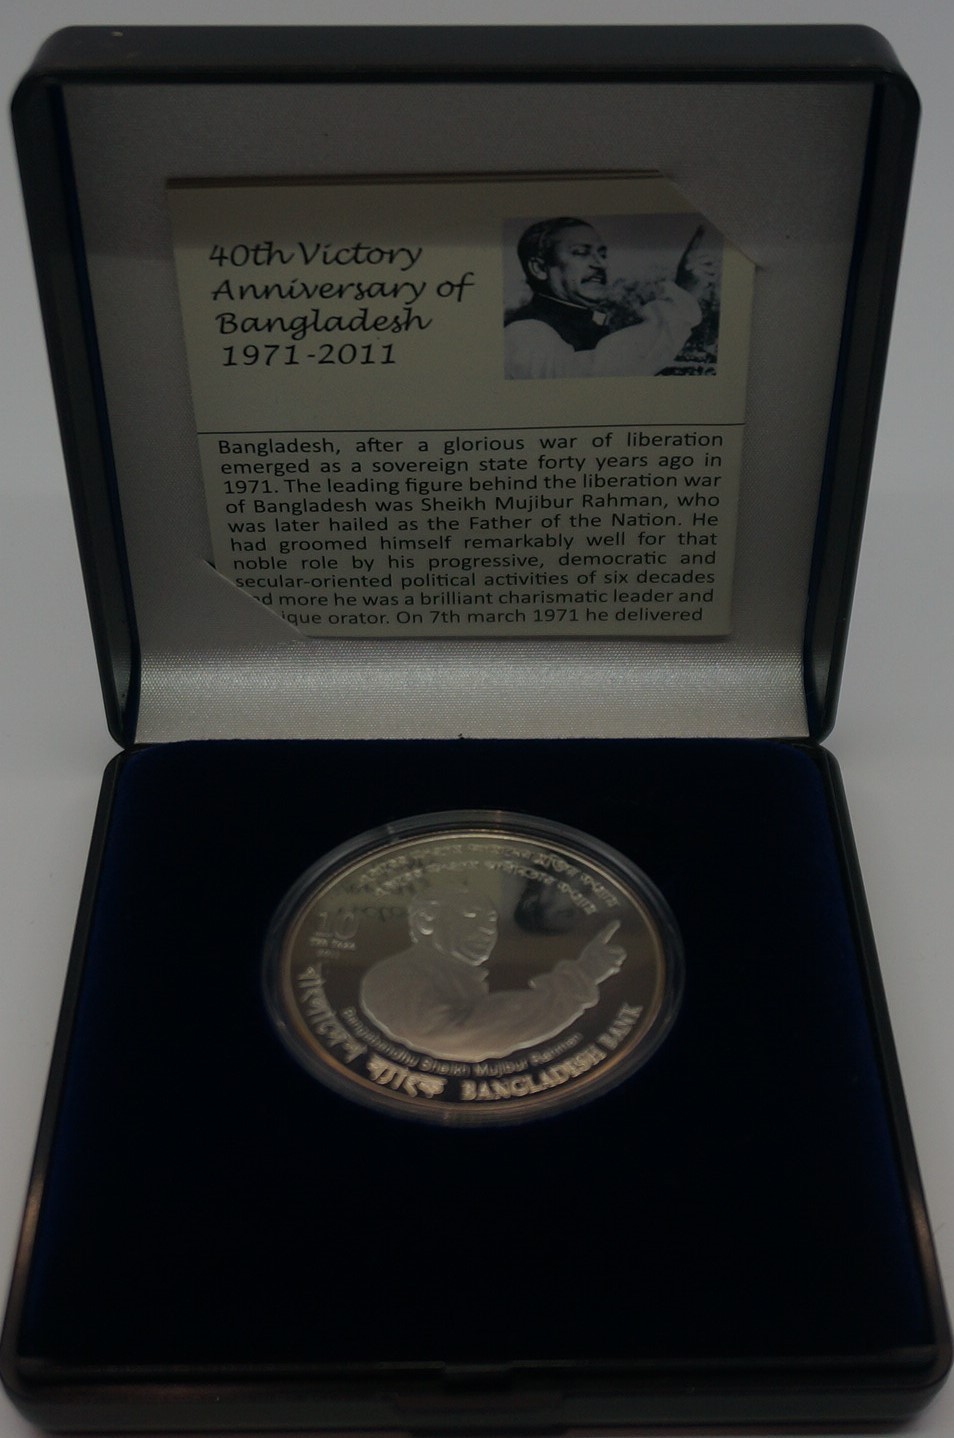 40th Victory
Anniversary of
Bangladesh
1971-2011
Bangladesh, after a glorious war of liberation
emerged as a sovereign state forty years ago in
1971. The leading figure behind the liberation war
of Bangladesh was Sheikh Mujibur Rahman, who
was later hailed as the Father of the Nation. He
had groomed himself remarkably well for that
noble role by his progressive, democratic and
secular-oriented political activities of six decades
more he was a brilliant charismatic leader and
orator. On 7th march 1971 he delivered
10
TEN TAKA
2011
Bangabandhu Sheikh Mujibur Rahman
বাংলাদেশ ব্যাংক BANGLADESH BANK